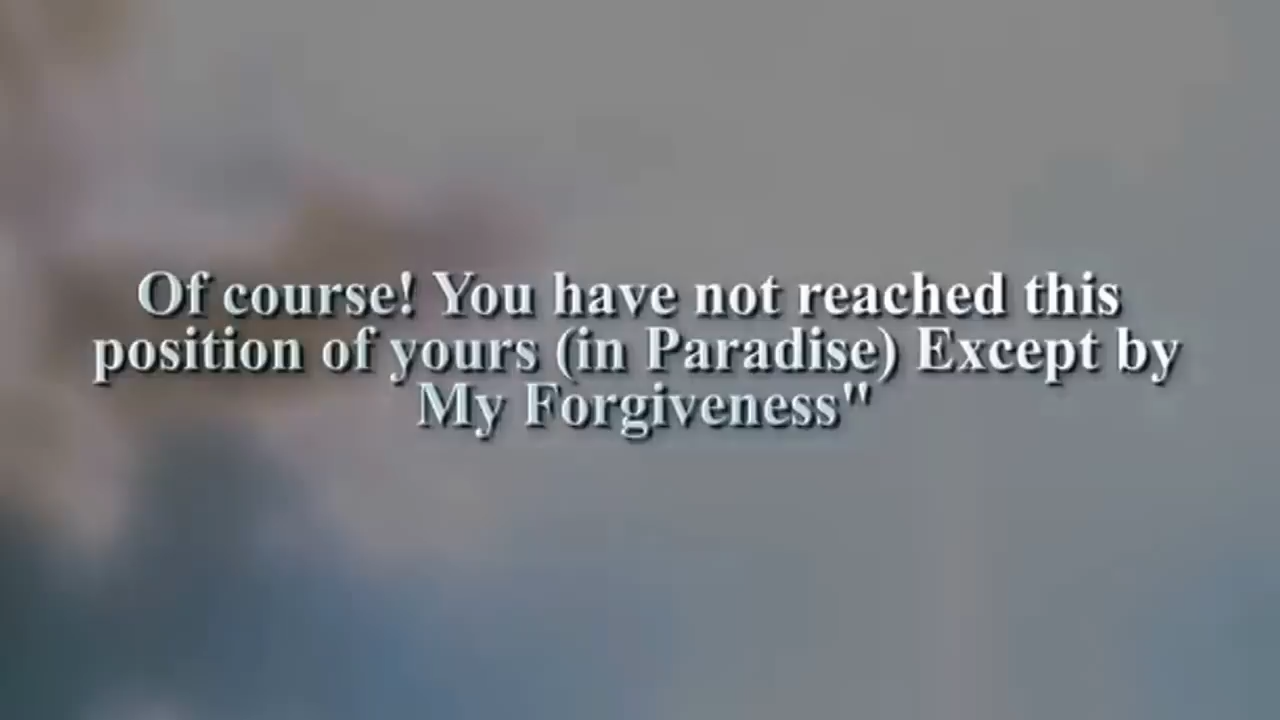 Of course! You have not reached this
position of yours (in Paradise) Except by
My Forgiveness"